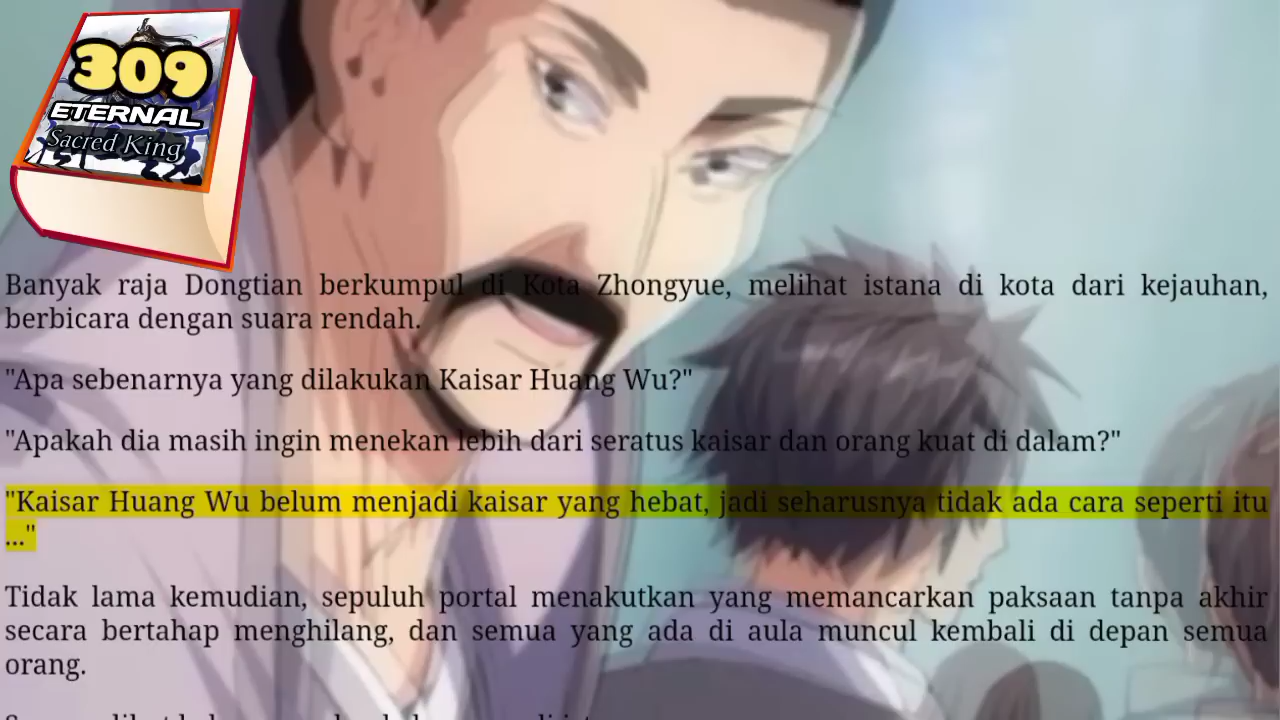 309
ETERNAL
Sacred King
Banyak raja Dongtian berkumpul di Kota Zhongyue, melihat istana di kota dari kejauhan,
berbicara dengan suara rendah.
"Apa sebenarnya yang dilakukan Kaisar Huang Wu?"
"Apakah dia masih ingin menekan lebih dari seratus kaisar dan orang kuat di dalam?"
"Kaisar Huang Wu belum menjadi kaisar yang hebat, jadi seharusnya tidak ada cara seperti itu
..."
Tidak lama kemudian, sepuluh portal menakutkan yang memancarkan paksaan tanpa akhir
secara bertahap menghilang, dan semua yang ada di aula muncul kembali di depan semua
orang.